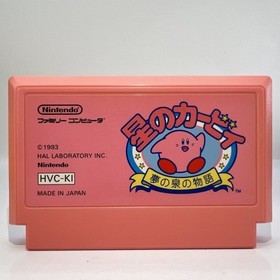 Nintendo
ファミリー コンピュータ
©1993
HAL LABORATORY INC.
Nintendo
HVC-KI
MADE IN JAPAN
星のカービィ
夢の泉の物語
TM